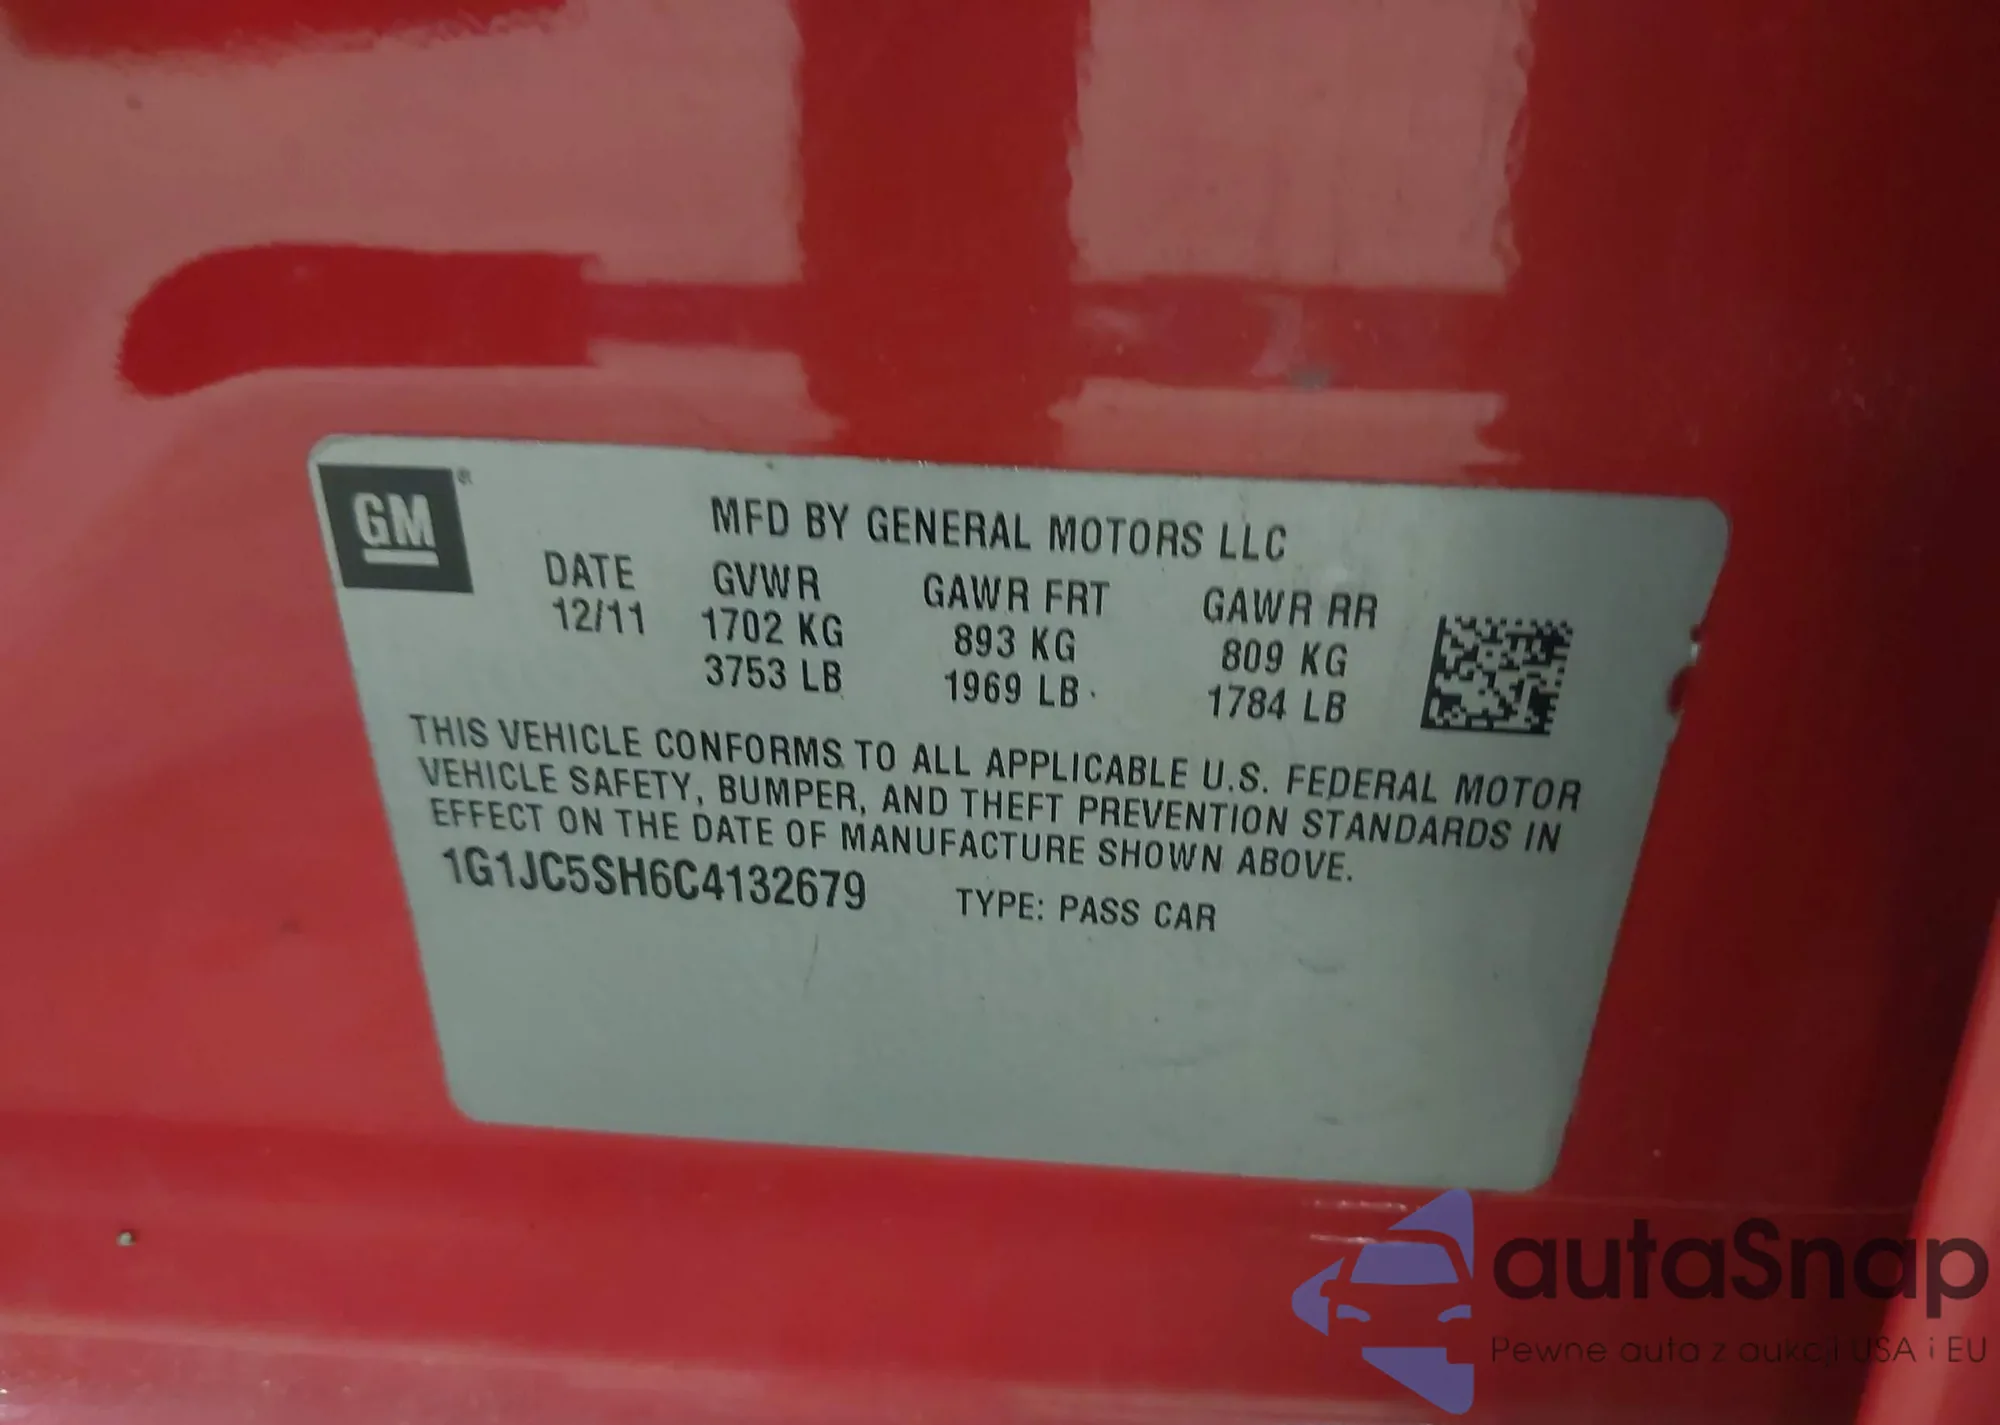 GM ®
MFD BY GENERAL MOTORS LLC
DATE GVWR GAWR FRT GAWR RR
12/11 1702 KG 893 KG 809 KG
3753 LB 1969 LB 1784 LB
THIS VEHICLE CONFORMS TO ALL APPLICABLE U.S. FEDERAL MOTOR
VEHICLE SAFETY, BUMPER, AND THEFT PREVENTION STANDARDS IN
EFFECT ON THE DATE OF MANUFACTURE SHOWN ABOVE.
1G1JC5SH6C4132679 TYPE: PASS CAR
autaSnap
Pewne auta z aukcji USA i EU